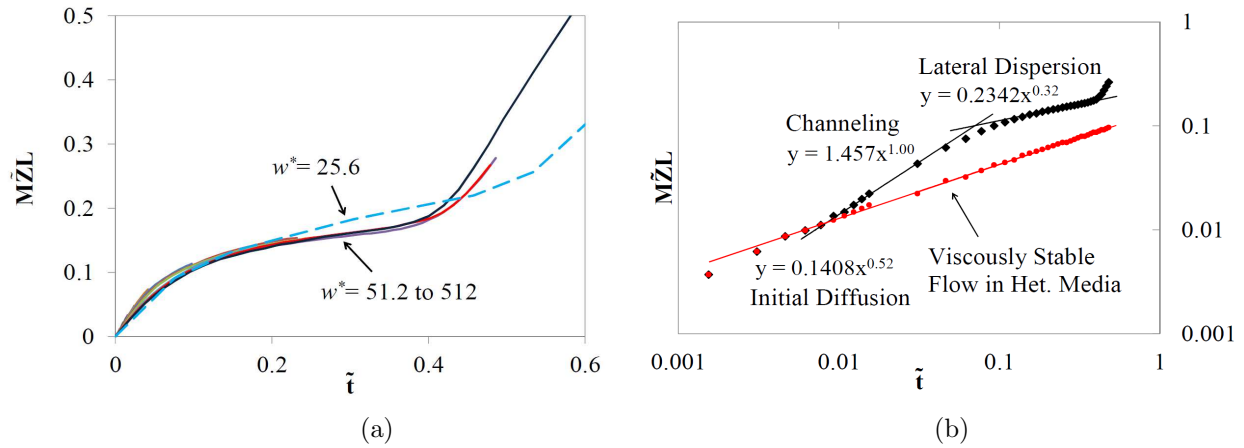 0.5
0.4
0.3
0.2
0.1
0
MZ̃L
w*= 25.6
w*= 51.2 to 512
0
0.2
0.4
0.6
t̃
(a)
1
0.1
0.01
0.001
MZ̃L
Lateral Dispersion
y = 0.2342x^0.32
Channeling
y = 1.457x^1.00
y = 0.1408x^0.52
Initial Diffusion
Viscously Stable
Flow in Het. Media
0.001
0.01
0.1
1
t̃
(b)